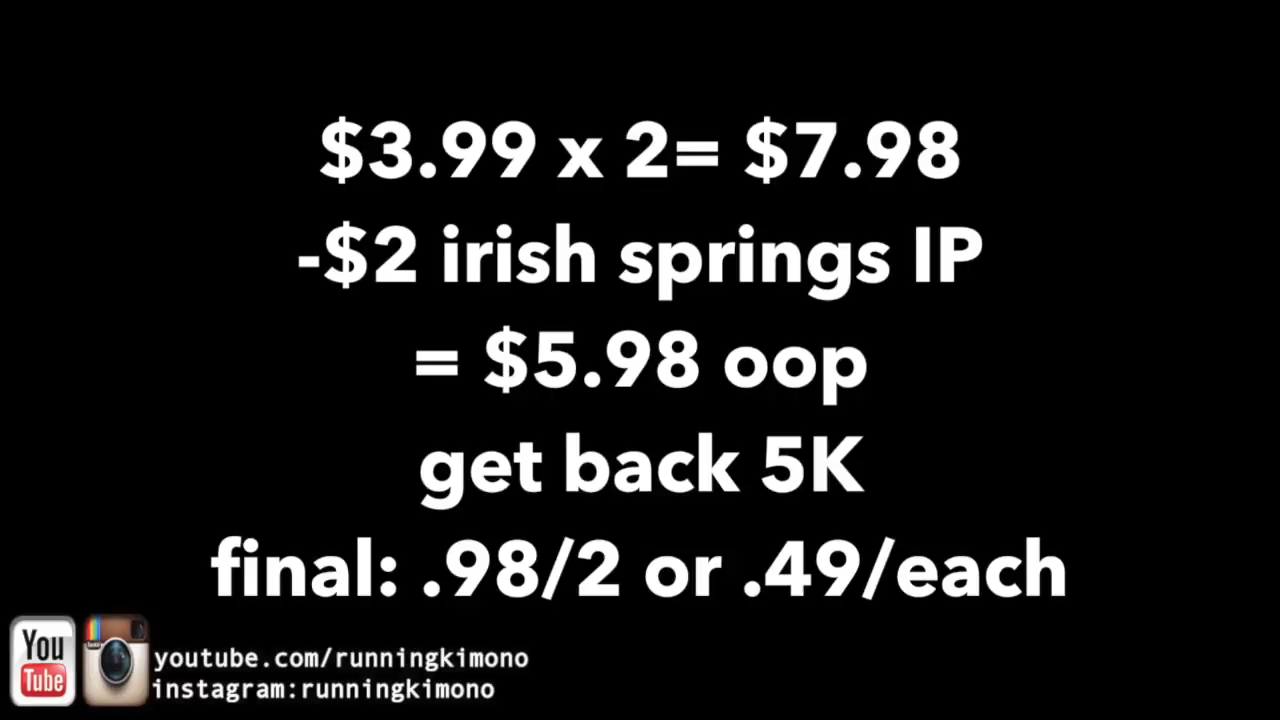 $3.99 x 2= $7.98
-$2 irish springs IP
= $5.98 oop
get back 5K
final: .98/2 or .49/each
You
Tube
youtube.com/runningkimono
instagram:runningkimono